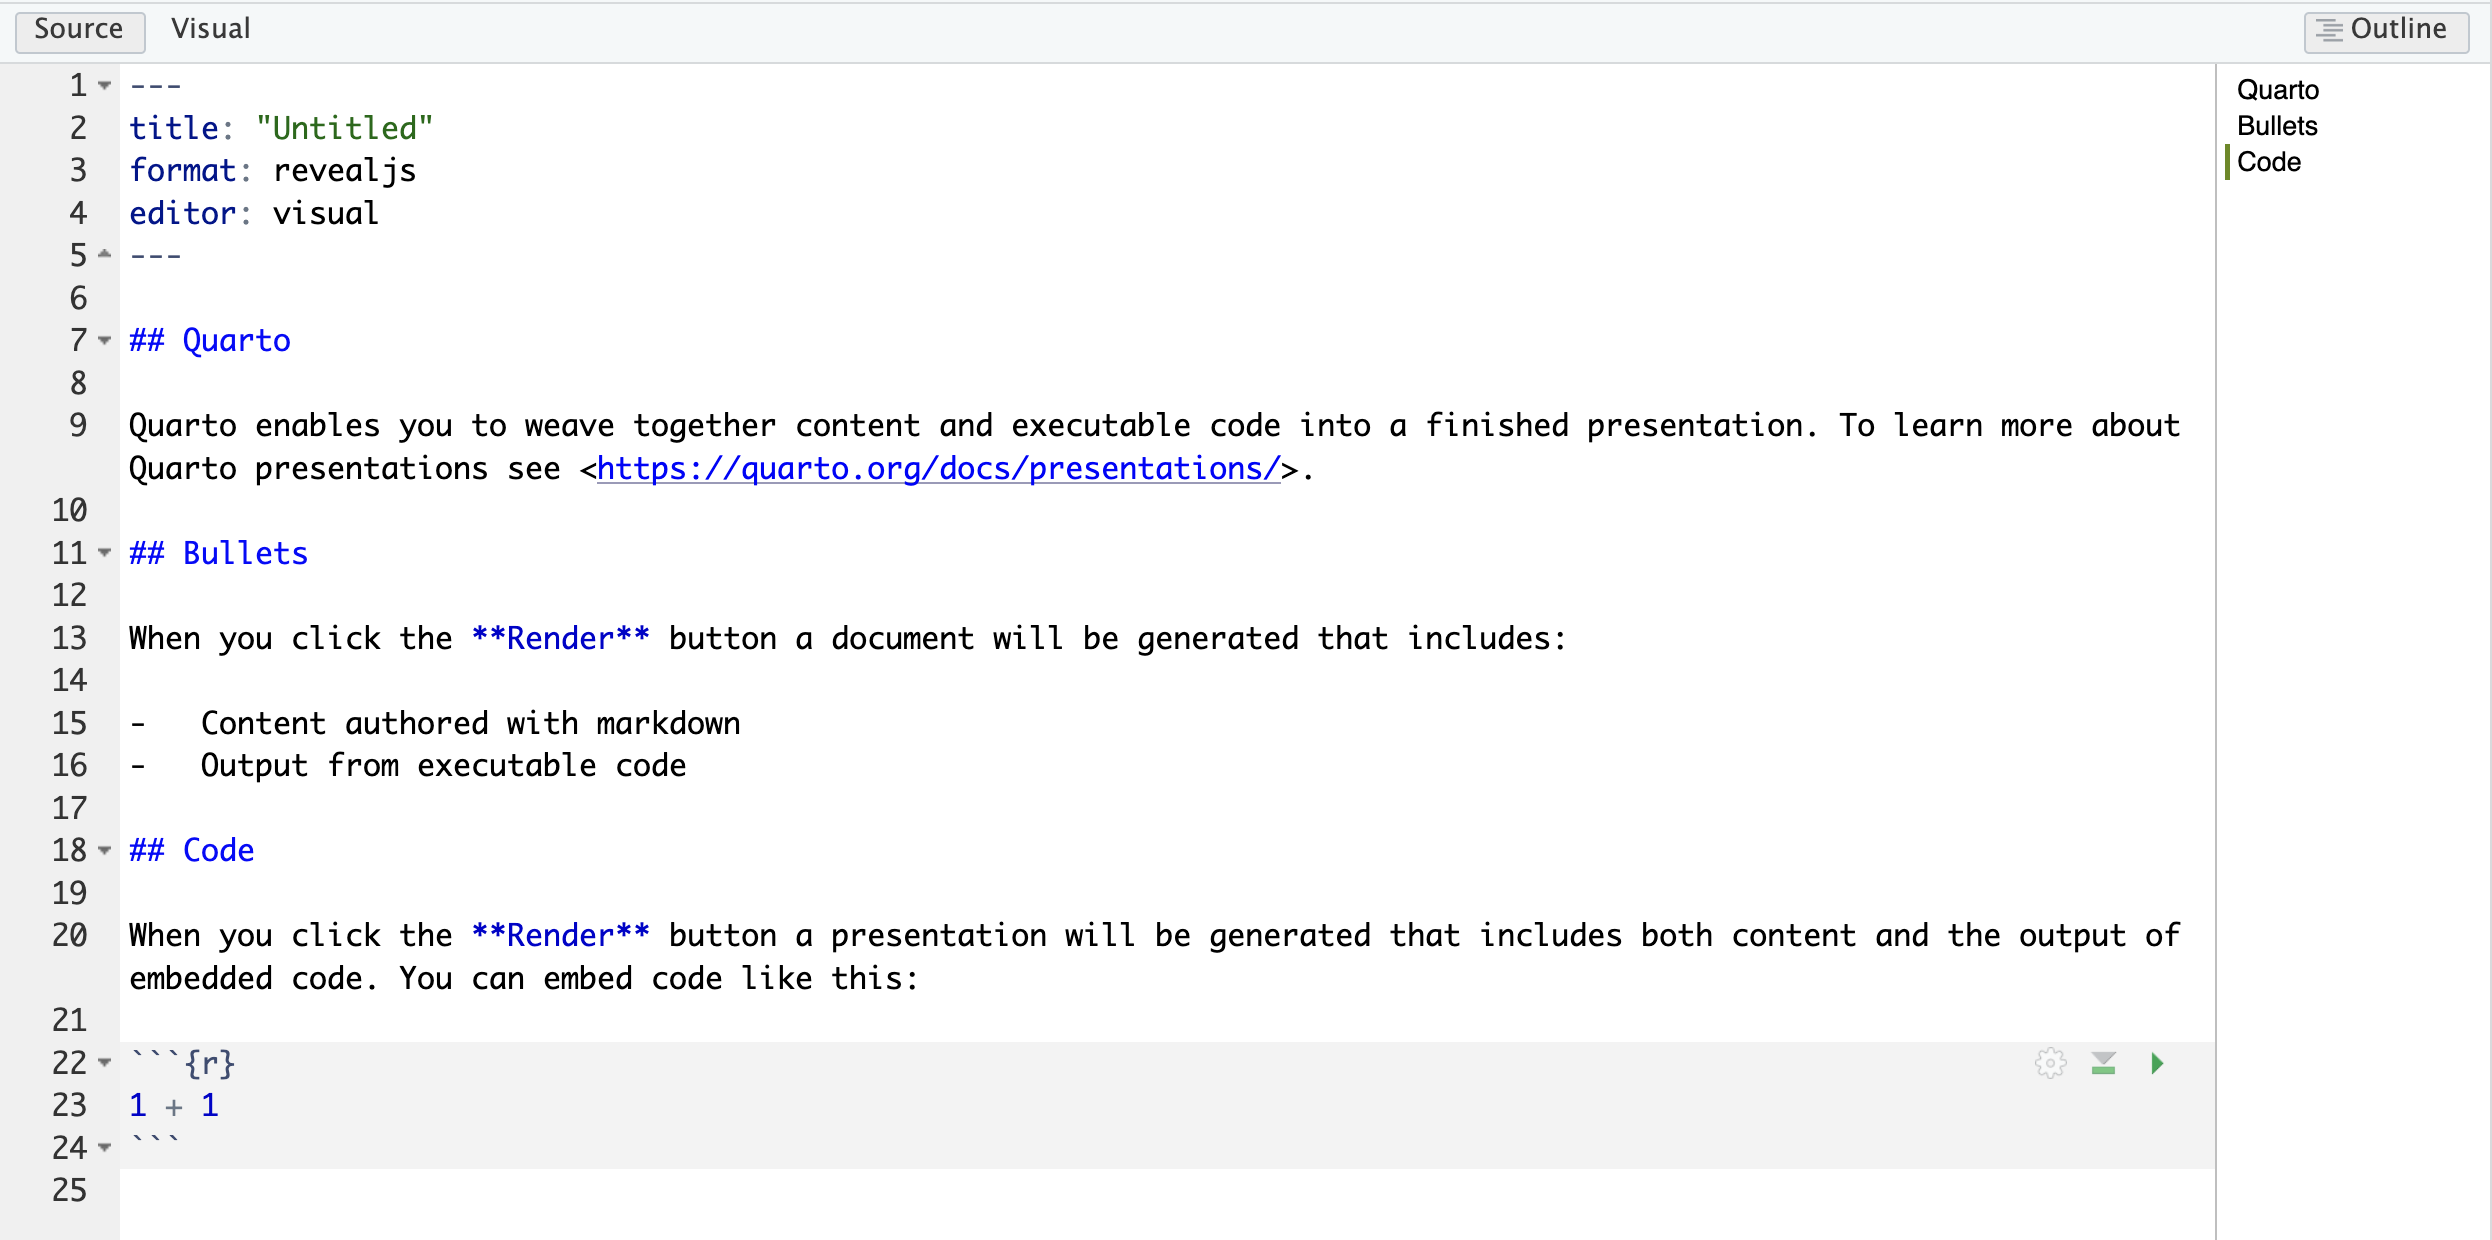 Source Visual Outline
1 ---
2 title: "Untitled"
3 format: revealjs
4 editor: visual
5 ---
6
7 ## Quarto
8
9 Quarto enables you to weave together content and executable code into a finished presentation. To learn more about
Quarto presentations see <https://quarto.org/docs/presentations/>.
10
11 ## Bullets
12
13 When you click the **Render** button a document will be generated that includes:
14
15 -   Content authored with markdown
16 -   Output from executable code
17
18 ## Code
19
20 When you click the **Render** button a presentation will be generated that includes both content and the output of
embedded code. You can embed code like this:
21
22 ```{r}
23 1 + 1
24 ```
25
Quarto
Bullets
Code